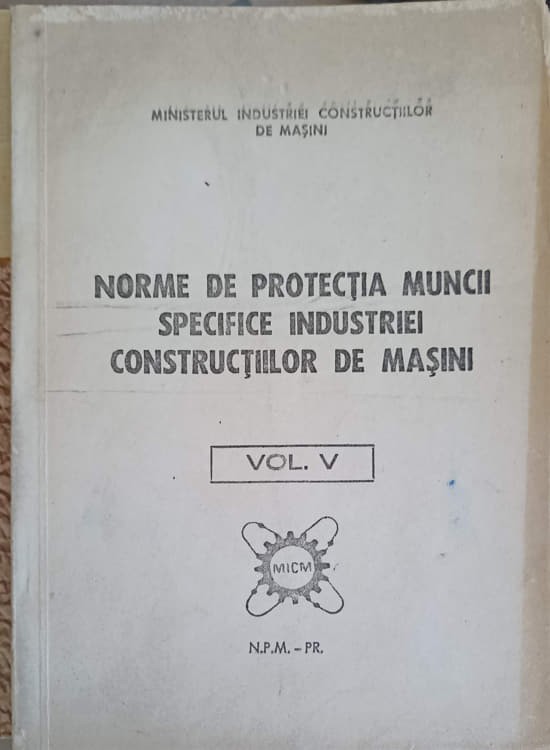 MINISTERUL INDUSTRIEI CONSTRUCȚIILOR
DE MAȘINI
NORME DE PROTECȚIA MUNCII
SPECIFICE INDUSTRIEI
CONSTRUCȚIILOR DE MAȘINI
VOL. V
MICM
N.P.M. - PR.